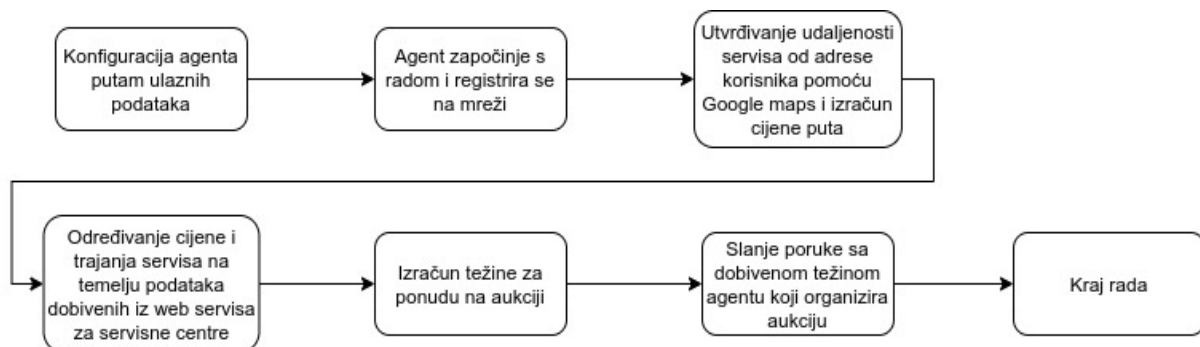 Konfiguracija agenta
putam ulaznih
podataka
Agent započinje s
radom i registrira se
na mreži
Utvrđivanje udaljenosti
servisa od adrese
korisnika pomoću
Google maps i izračun
cijene puta
Određivanje cijene i
trajanja servisa na
temelju podataka
dobivenih iz web servisa
za servisne centre
Izračun težine za
ponudu na aukciji
Slanje poruke sa
dobivenom težinom
agentu koji organizira
aukciju
Kraj rada